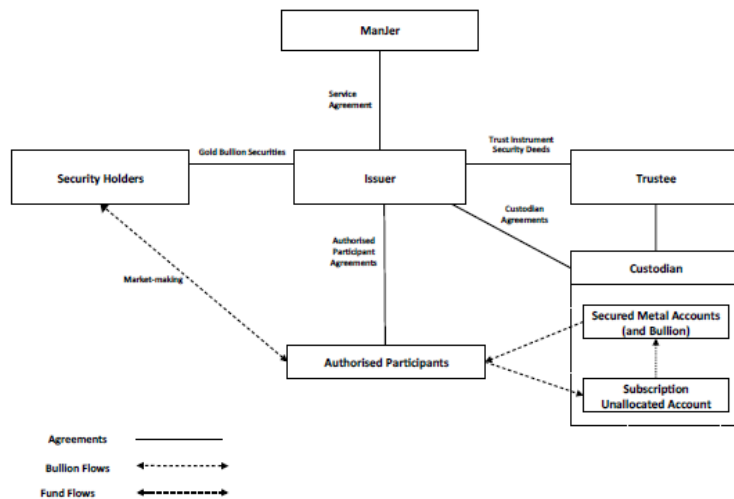 ManJer
Service
Agreement
Gold Bullion Securities
Trust Instrument
Security Deeds
Security Holders
Issuer
Trustee
Custodian
Agreements
Authorised
Participant
Agreements
Custodian
Market-making
Secured Metal Accounts
(and Bullion)
Authorised Participants
Subscription
Unallocated Account
Agreements
Bullion Flows
Fund Flows